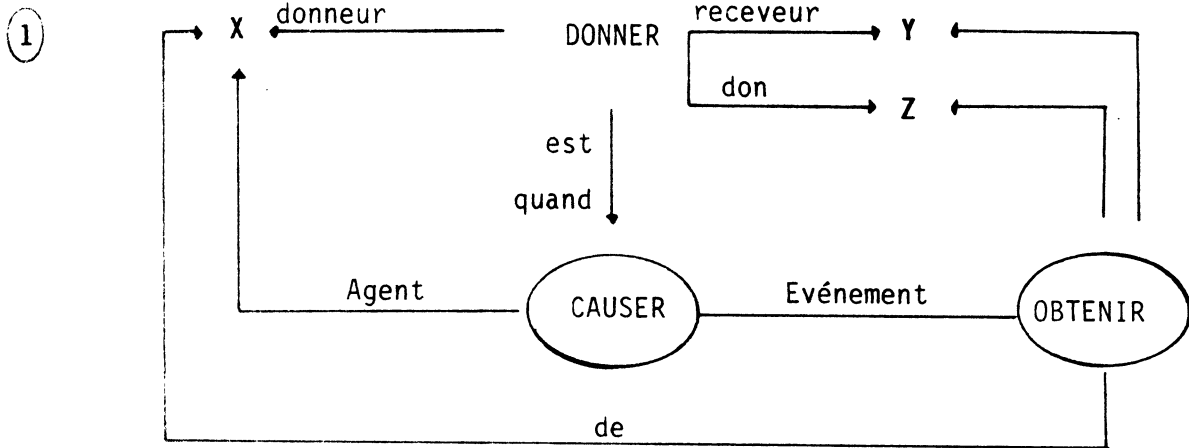 1
donneur
receveur
X
DONNER
Y
don
Z
est
quand
Agent
CAUSER
Evénement
OBTENIR
de